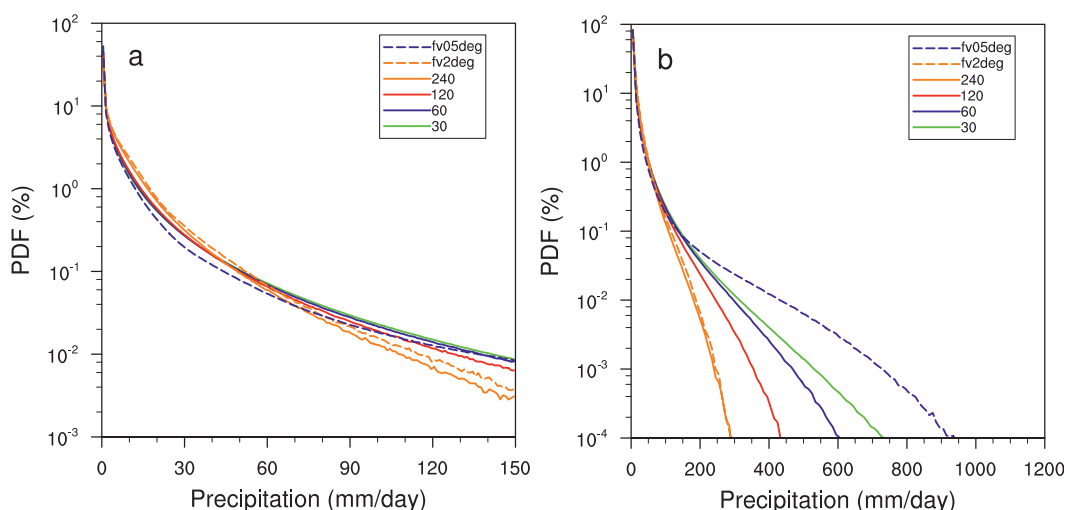 a
fv05deg
fv2deg
240
120
60
30
10^2
10^1
10^0
10^-1
10^-2
10^-3
PDF (%)
0 30 60 90 120 150
Precipitation (mm/day)
b
fv05deg
fv2deg
240
120
60
30
10^2
10^1
10^0
10^-1
10^-2
10^-3
10^-4
PDF (%)
0 200 400 600 800 1000 1200
Precipitation (mm/day)